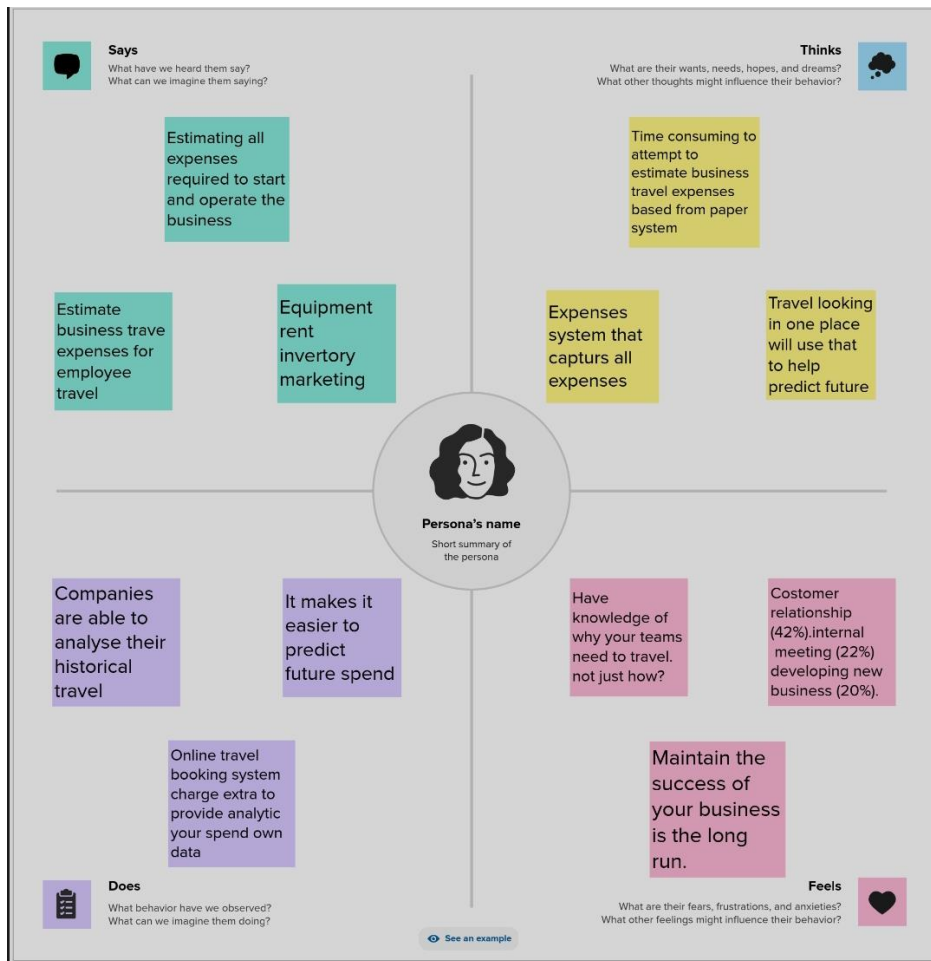 Says
What have we heard them say?
What can we imagine them saying?
Thinks
What are their wants, needs, hopes, and dreams?
What other thoughts might influence their behavior?
Estimating all
expenses
required to start
and operate the
business
Time consuming to
attempt to
estimate business
travel expenses
based from paper
system
Estimate
business trave
expenses for
employee
travel
Equipment
rent
invertory
marketing
Expenses
system that
capturs all
expenses
Travel looking
in one place
will use that
to help
predict future
Persona's name
Short summary of
the persona
Companies
are able to
analyse their
historical
travel
It makes it
easier to
predict
future spend
Have
knowledge of
why your teams
need to travel.
not just how?
Costomer
relationship
(42%).internal
meeting (22%)
developing new
business (20%).
Online travel
booking system
charge extra to
provide analytic
your spend own
data
Maintain the
success of
your business
is the long
run.
Does
What behavior have we observed?
What can we imagine them doing?
Feels
What are their fears, frustrations, and anxieties?
What other feelings might influence their behavior?
See an example